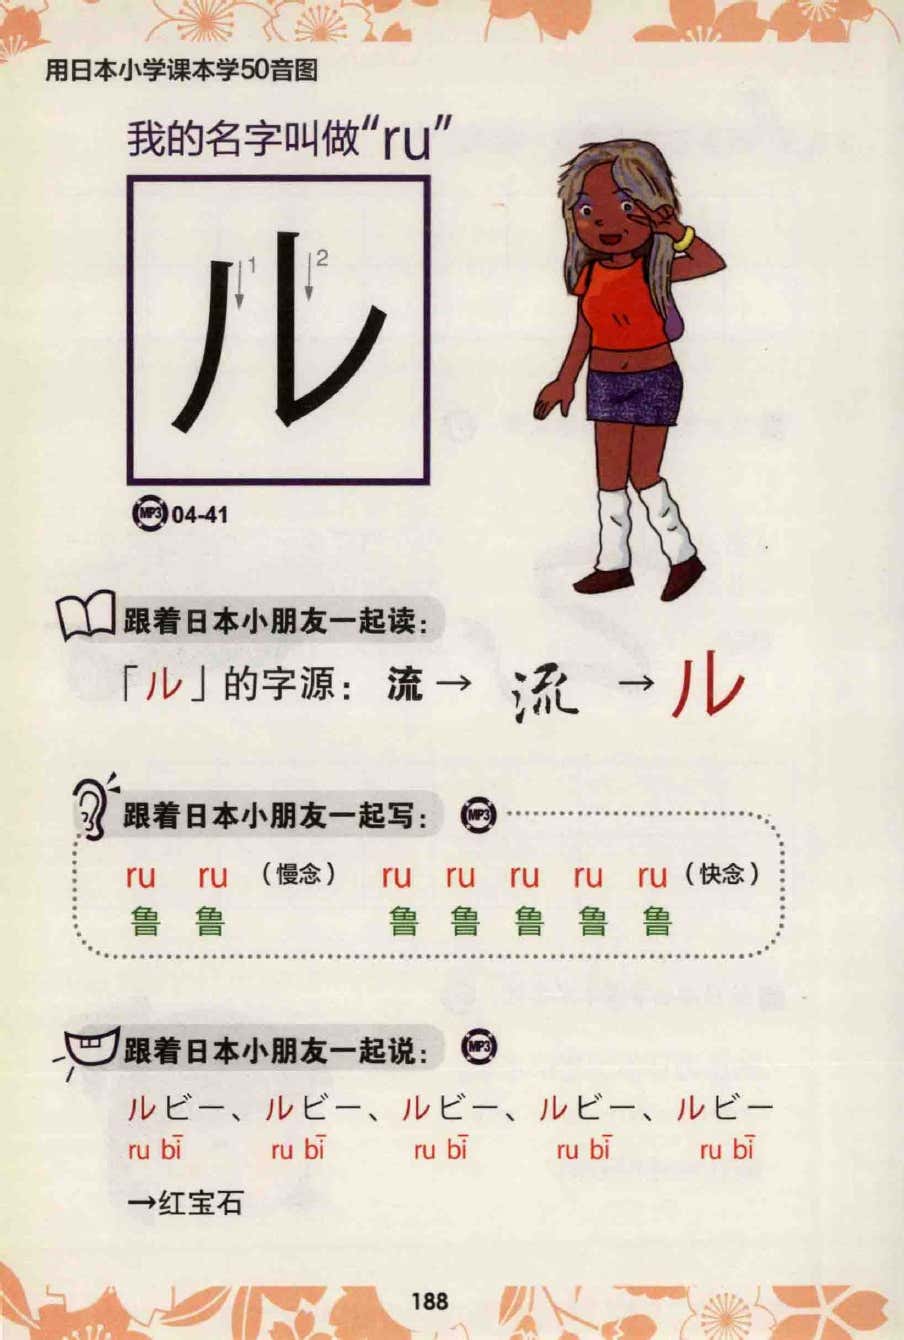 用日本小学课本学50音图
我的名字叫做“ru”
ル
1
2
MP3 04-41
跟着日本小朋友一起读：
「ル」的字源： 流 → 流 → ル
跟着日本小朋友一起写： MP3
ru ru （慢念） ru ru ru ru ru （快念）
鲁 鲁 鲁 鲁 鲁 鲁 鲁
跟着日本小朋友一起说： MP3
ルビー、ルビー、ルビー、ルビー、ルビー
ru bī ru bī ru bī ru bī ru bī
→红宝石
188